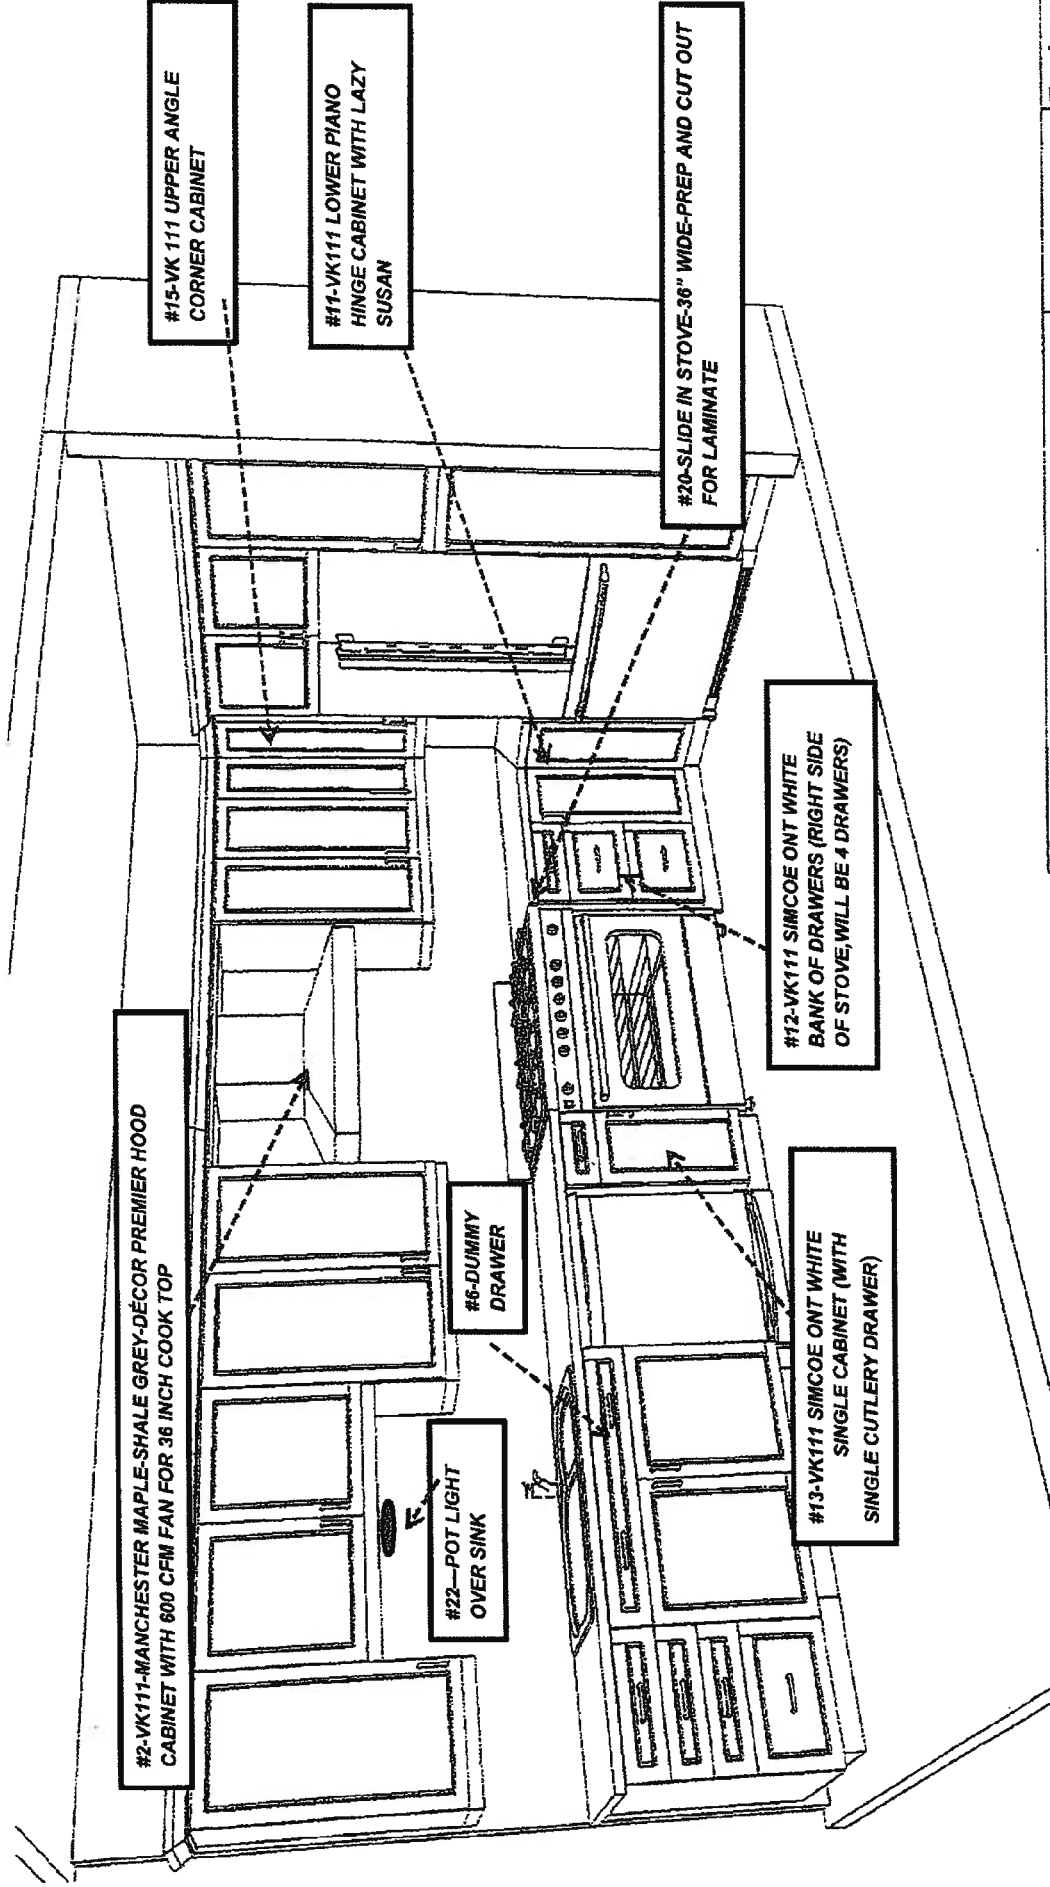 #2-VK111-MANCHESTER MAPLE-SHALE GREY-DÉCOR PREMIER HOOD
CABINET WITH 600 CFM FAN FOR 36 INCH COOK TOP
#15-VK 111 UPPER ANGLE
CORNER CABINET
#11-VK111 LOWER PIANO
HINGE CABINET WITH LAZY
SUSAN
#22—POT LIGHT
OVER SINK
#6-DUMMY
DRAWER
#20-SLIDE IN STOVE-36" WIDE-PREP AND CUT OUT
FOR LAMINATE
#13-VK111 SIMCOE ONT WHITE
SINGLE CABINET (WITH
SINGLE CUTLERY DRAWER)
#12-VK111 SIMCOE ONT WHITE
BANK OF DRAWERS (RIGHT SIDE
OF STOVE,WILL BE 4 DRAWERS)